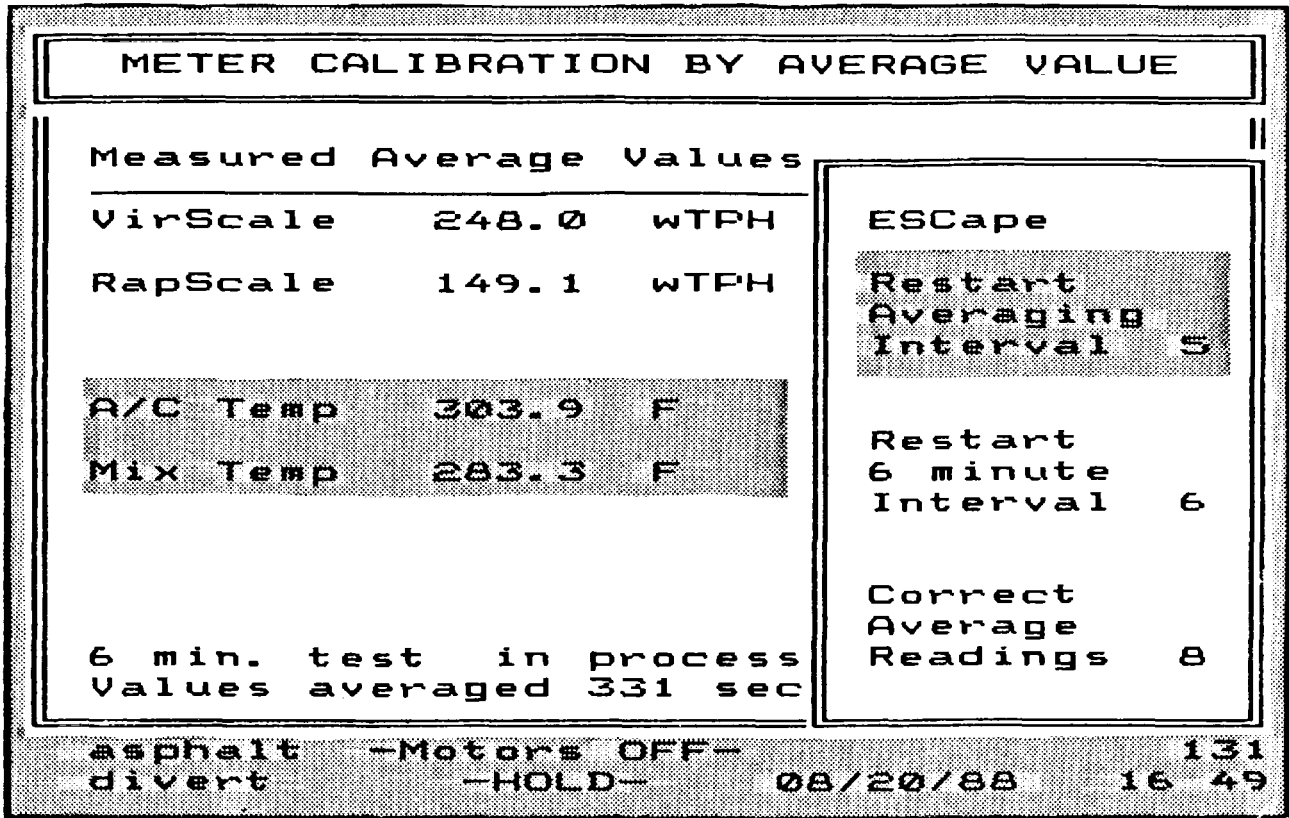 METER CALIBRATION BY AVERAGE VALUE
Measured Average Values
VirScale 248.0 wTPH
RapScale 149.1 wTPH
A/C Temp 303.9 F
Mix Temp 283.3 F
6 min. test in process
Values averaged 331 sec
ESCape
Restart
Averaging
Interval 5
Restart
6 minute
Interval 6
Correct
Average
Readings 8
asphalt -Motors OFF- 131
divert -HOLD- 08/20/88 16 49